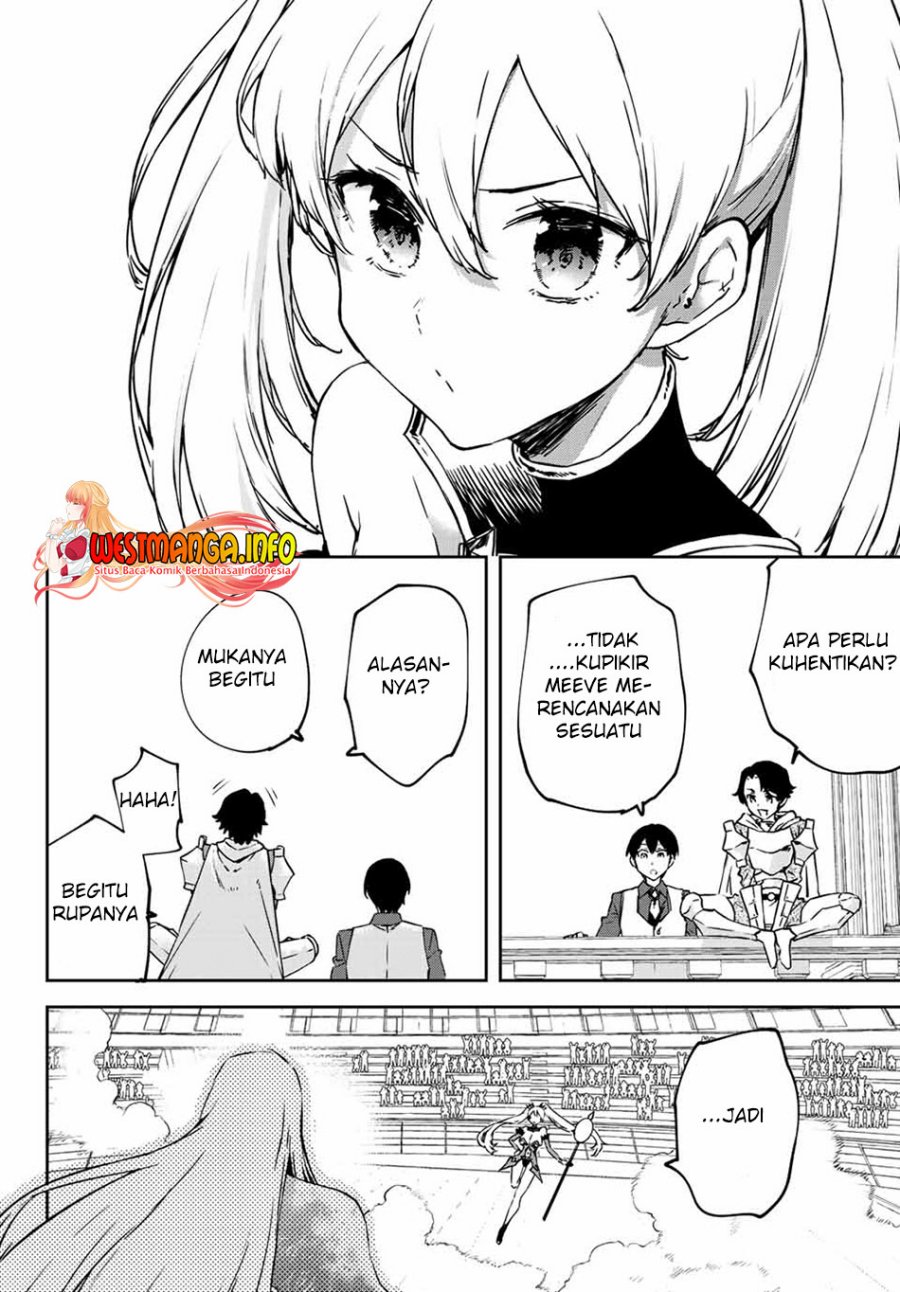 WESTMANGA.INFO
Situs Baca Komik Berbahasa Indonesia
APA PERLU
KUHENTIKAN?
...TIDAK
....KUPIKIR
MEEVE ME-
RENCANAKAN
SESUATU
ALASAN-
NYA?
MUKANYA
BEGITU
HAHA!
BEGITU
RUPANYA
...JADI